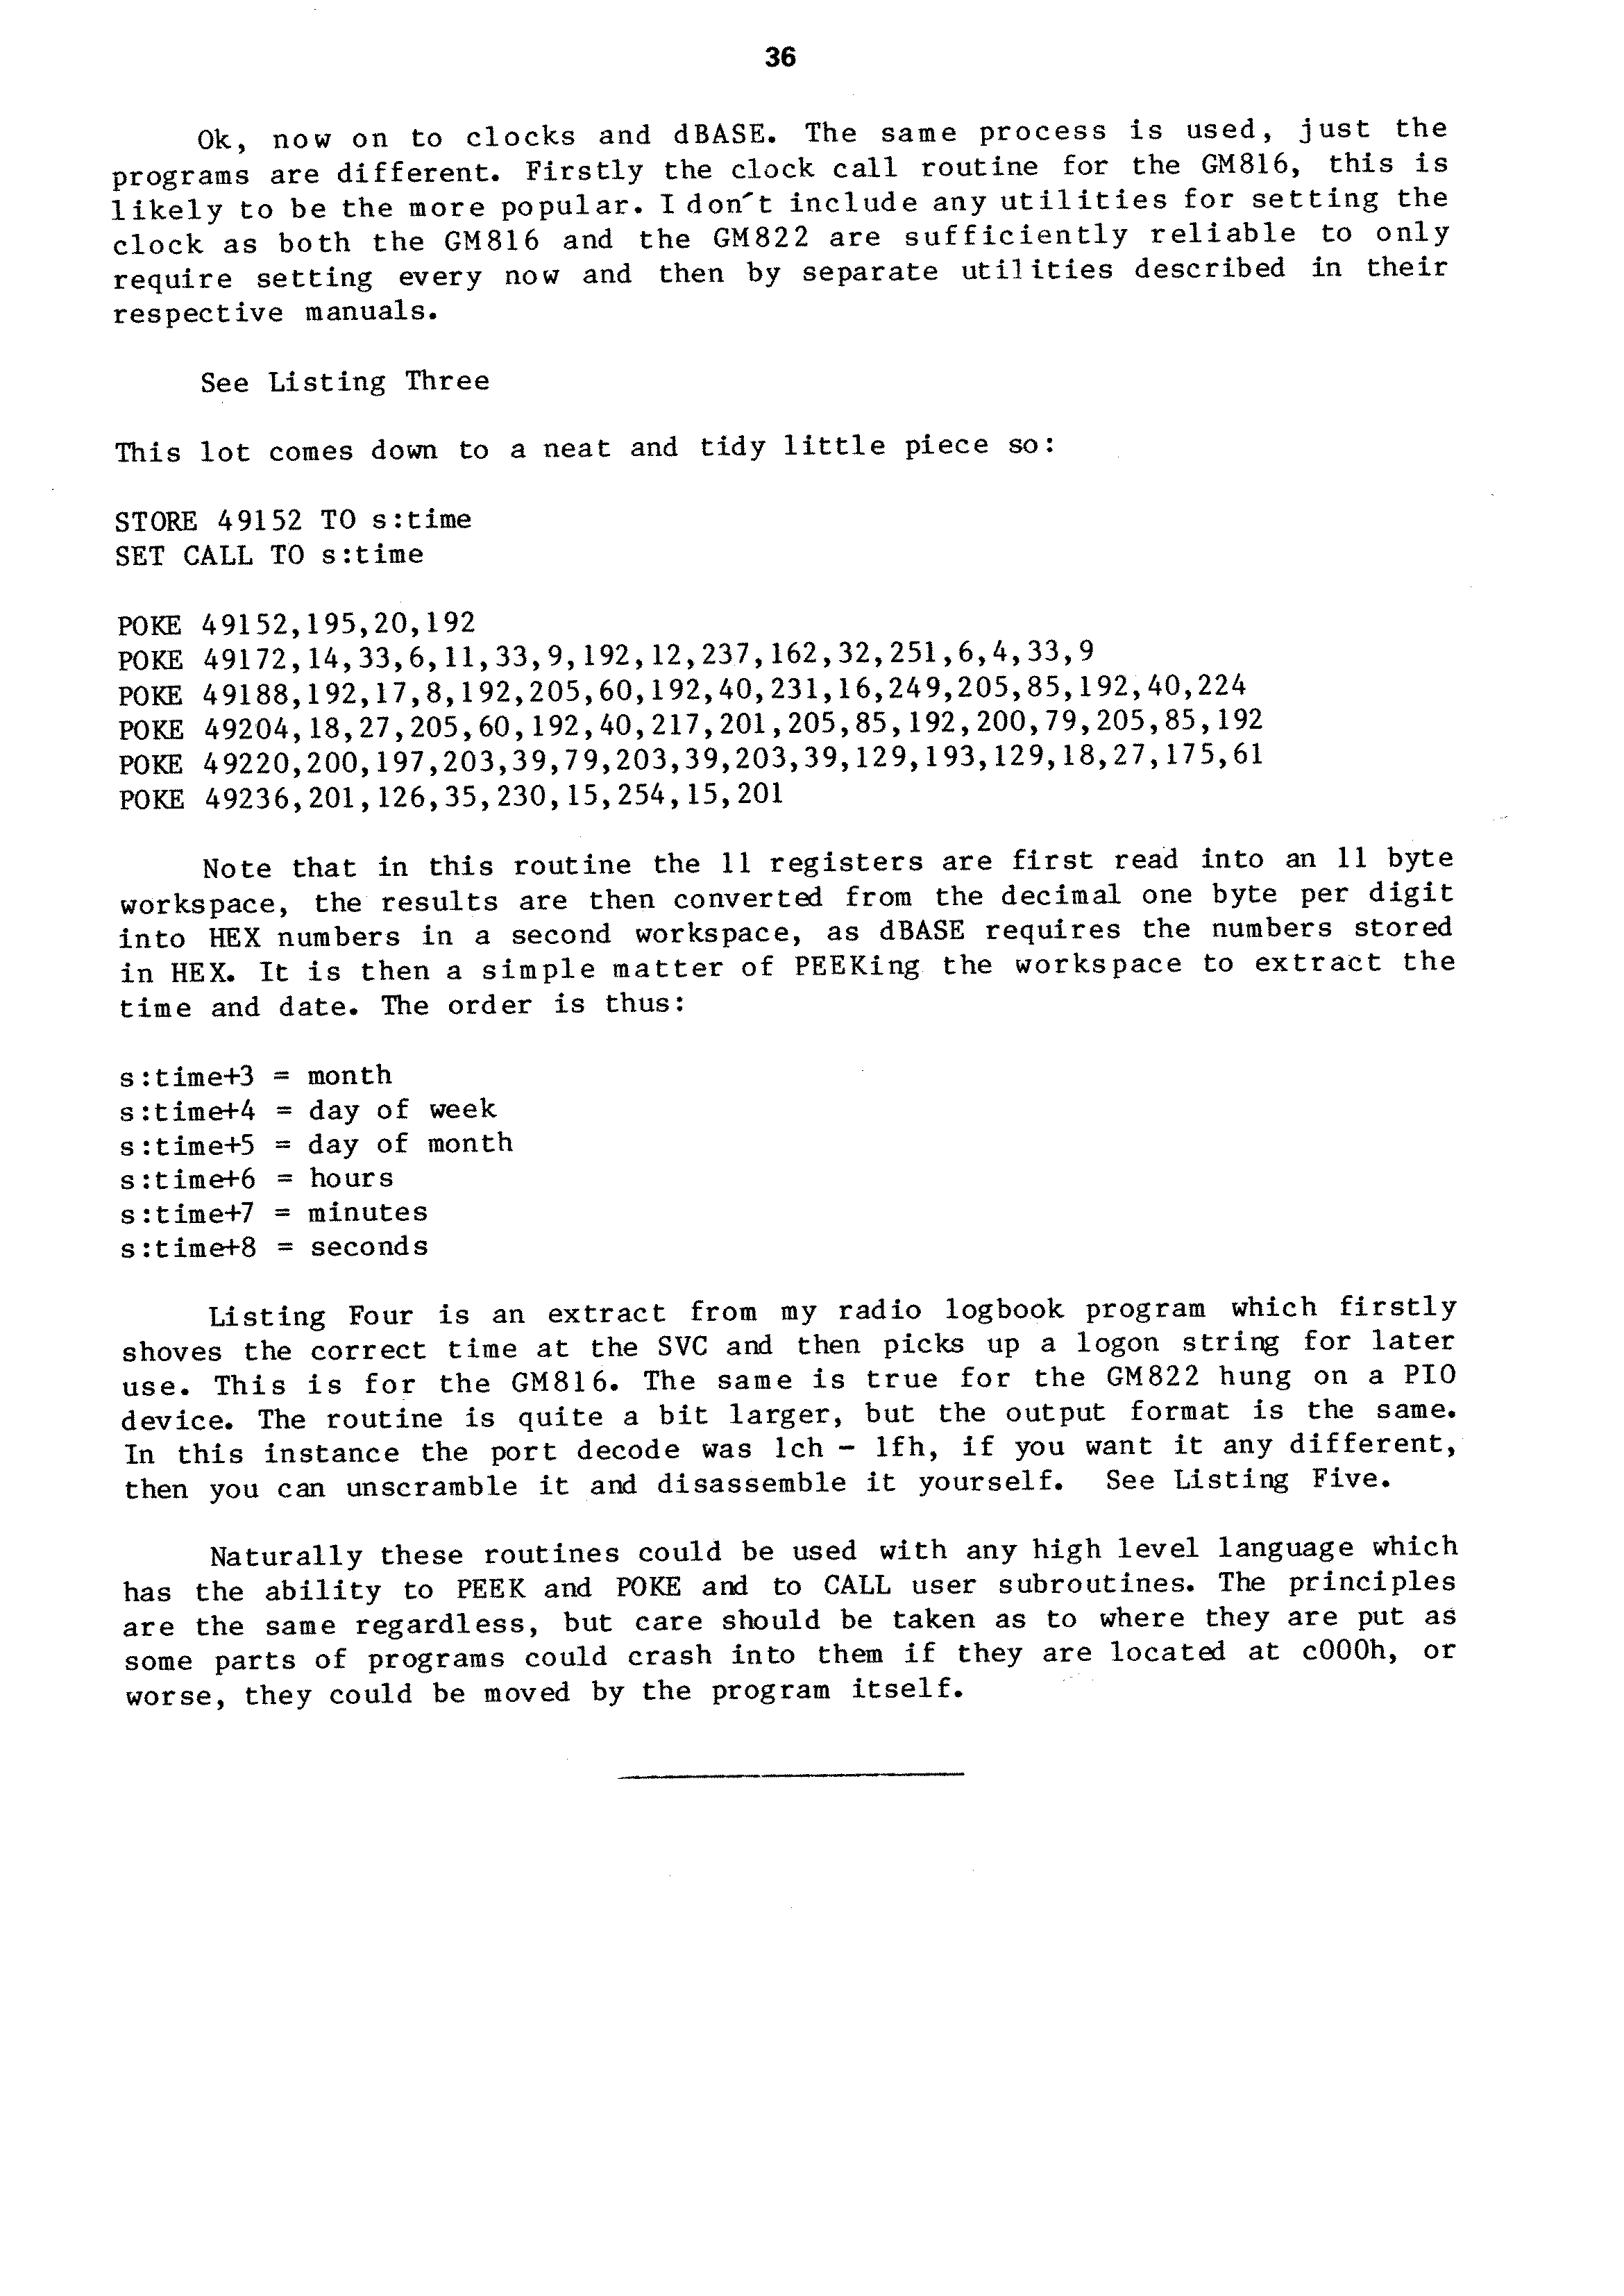 36
Ok, now on to clocks and dBASE. The same process is used, just the
programs are different. Firstly the clock call routine for the GM816, this is
likely to be the more popular. I don´t include any utilities for setting the
clock as both the GM816 and the GM822 are sufficiently reliable to only
require setting every now and then by separate utilities described in their
respective manuals.
See Listing Three
This lot comes down to a neat and tidy little piece so:
STORE 49152 TO s:time
SET CALL TO s:time
POKE 49152,195,20,192
POKE 49172,14,33,6,11,33,9,192,12,237,162,32,251,6,4,33,9
POKE 49188,192,17,8,192,205,60,192,40,231,16,249,205,85,192,40,224
POKE 49204,18,27,205,60,192,40,217,201,205,85,192,200,79,205,85,192
POKE 49220,200,197,203,39,79,203,39,203,39,129,193,129,18,27,175,61
POKE 49236,201,126,35,230,15,254,15,201
Note that in this routine the 11 registers are first read into an 11 byte
workspace, the results are then converted from the decimal one byte per digit
into HEX numbers in a second workspace, as dBASE requires the numbers stored
in HEX. It is then a simple matter of PEEKing the workspace to extract the
time and date. The order is thus:
s:time+3 = month
s:time+4 = day of week
s:time+5 = day of month
s:time+6 = hours
s:time+7 = minutes
s:time+8 = seconds
Listing Four is an extract from my radio logbook program which firstly
shoves the correct time at the SVC and then picks up a logon string for later
use. This is for the GM816. The same is true for the GM822 hung on a PIO
device. The routine is quite a bit larger, but the output format is the same.
In this instance the port decode was 1ch - 1fh, if you want it any different,
then you can unscramble it and disassemble it yourself. See Listing Five.
Naturally these routines could be used with any high level language which
has the ability to PEEK and POKE and to CALL user subroutines. The principles
are the same regardless, but care should be taken as to where they are put as
some parts of programs could crash into them if they are located at c000h, or
worse, they could be moved by the program itself.